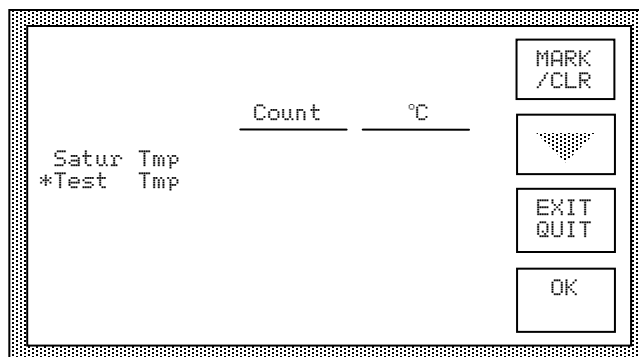 MARK
/CLR
Count °C
Satur Tmp
*Test Tmp
EXIT
QUIT
OK